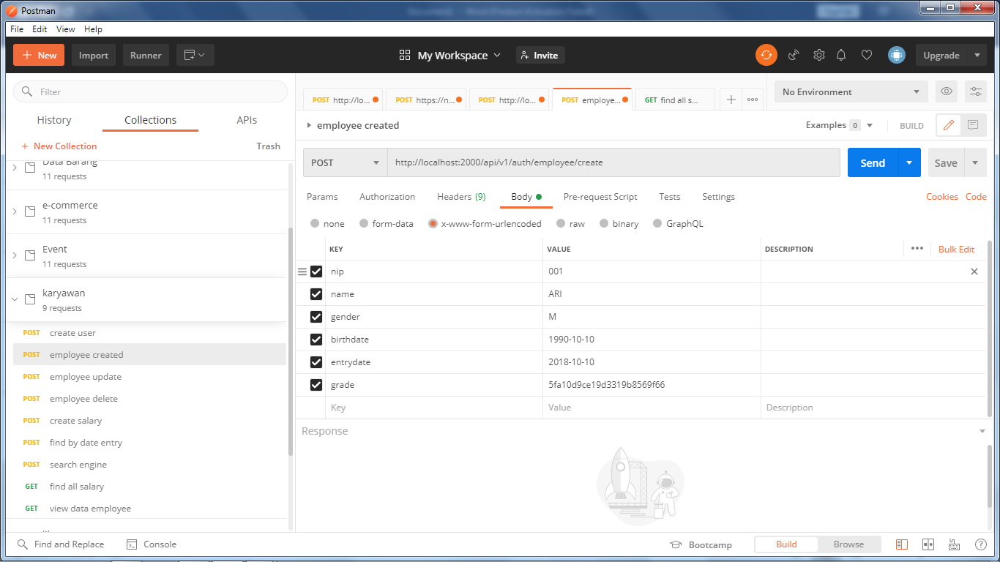 Postman
File Edit View Help
New Import Runner My Workspace Invite Upgrade
Filter
History Collections APIs
New Collection Trash
Data Barang
11 requests
e-commerce
11 requests
Event
11 requests
karyawan
9 requests
POST create user
POST employee created
POST employee update
POST employee delete
POST create salary
POST find by date entry
POST search engine
GET find all salary
GET view data employee
POST http://lo... POST https://n... POST http://lo... POST employe... GET find all s...
No Environment
employee created Examples 0 BUILD
POST http://localhost:2000/api/v1/auth/employee/create Send Save
Params Authorization Headers (9) Body Pre-request Script Tests Settings Cookies Code
none form-data x-www-form-urlencoded raw binary GraphQL
KEY VALUE DESCRIPTION Bulk Edit
nip 001
name ARI
gender M
birthdate 1990-10-10
entrydate 2018-10-10
grade 5fa10d9ce19d3319b8569f66
Key Value Description
Response
Find and Replace Console Bootcamp Build Browse